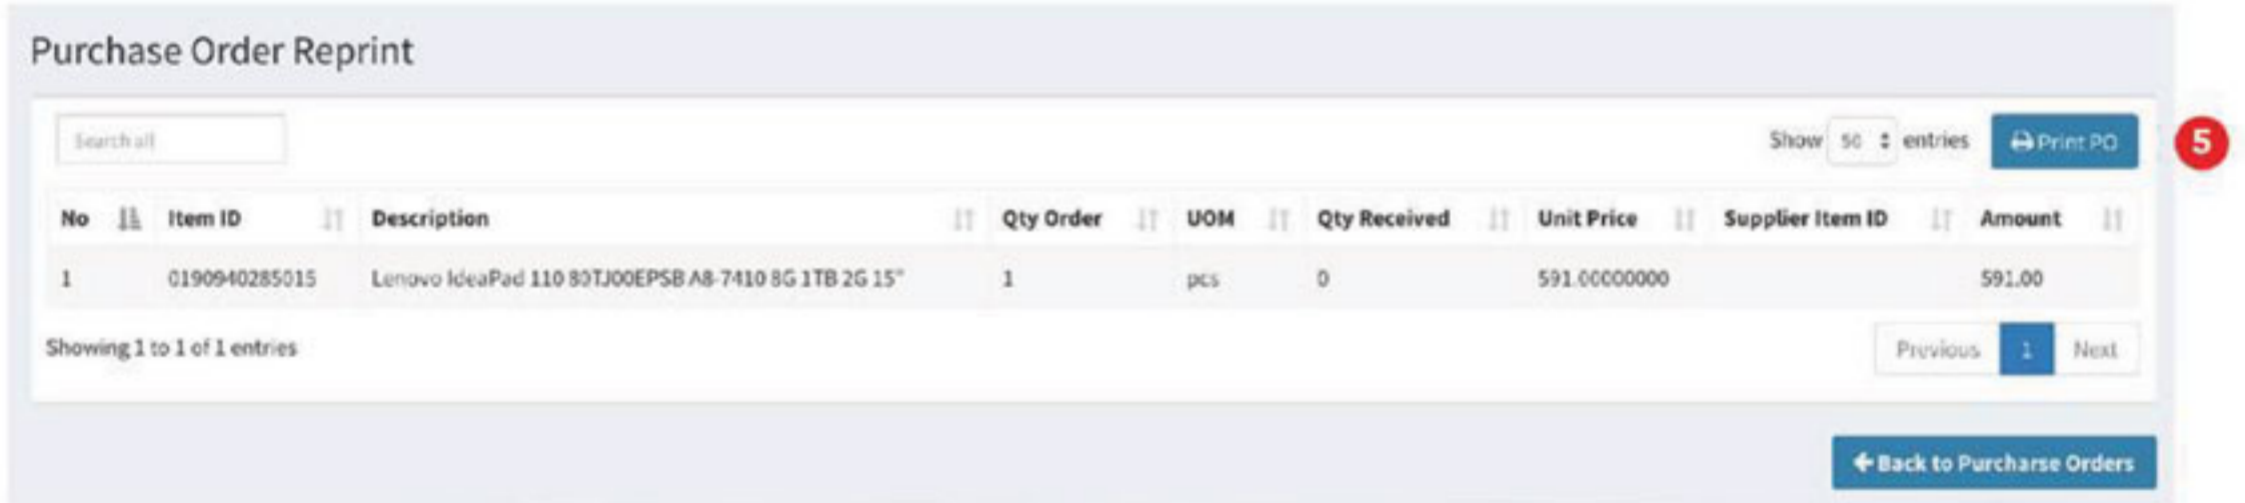 Purchase Order Reprint
Search all
Show 50 entries Print PO 5
No Item ID Description Qty Order UOM Qty Received Unit Price Supplier Item ID Amount
1 0190940285015 Lenovo IdeaPad 110 80TJ00EPSB A8-7410 8G 1TB 2G 15" 1 pcs 0 591.00000000 591.00
Showing 1 to 1 of 1 entries
Previous 1 Next
Back to Purcharse Orders